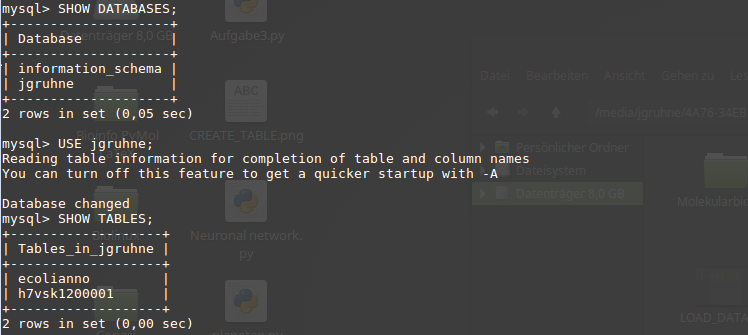 mysql> SHOW DATABASES;
+--------------------+
| Database           |
+--------------------+
| information_schema |
| jgruhne            |
+--------------------+
2 rows in set (0,05 sec)
mysql> USE jgruhne;
Reading table information for completion of table and column names
You can turn off this feature to get a quicker startup with -A
Database changed
mysql> SHOW TABLES;
+-------------------+
| Tables_in_jgruhne |
+-------------------+
| ecolianno         |
| h7vsk1200001      |
+-------------------+
2 rows in set (0,00 sec)
Datenträger 8,0 GB
Aufgabe3.py
ABC
Bioinfo PyMol
CREATE_TABLE.png
Neuronal network.
py
Datei Bearbeiten Ansicht Gehen zu
/media/jgruhne/4A76-34EB
Persönlicher Ordner
Dateisystem
Datenträger 8,0 GB
Molekularbio
LOAD_DATA